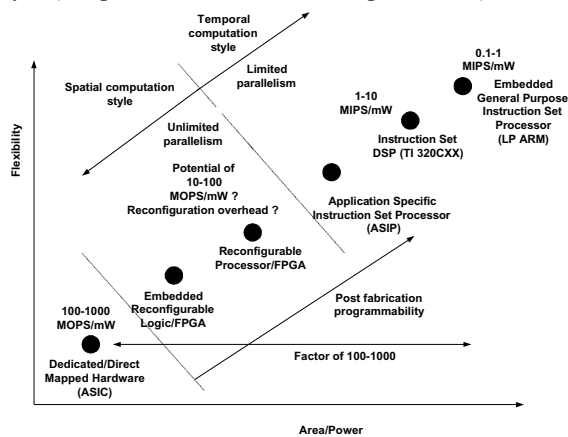 Temporal
computation
style
0.1-1
MIPS/mW
Spatial computation
style
Limited
parallelism
1-10
MIPS/mW
Embedded
General Purpose
Instruction Set
Processor
(LP ARM)
Unlimited
parallelism
Instruction Set
DSP (TI 320CXX)
Flexibility
Potential of
10-100
MOPS/mW ?
Reconfiguration overhead ?
Application Specific
Instruction Set Processor
(ASIP)
Reconfigurable
Processor/FPGA
Embedded
Reconfigurable
Logic/FPGA
Post fabrication
programmability
100-1000
MOPS/mW
Factor of 100-1000
Dedicated/Direct
Mapped Hardware
(ASIC)
Area/Power